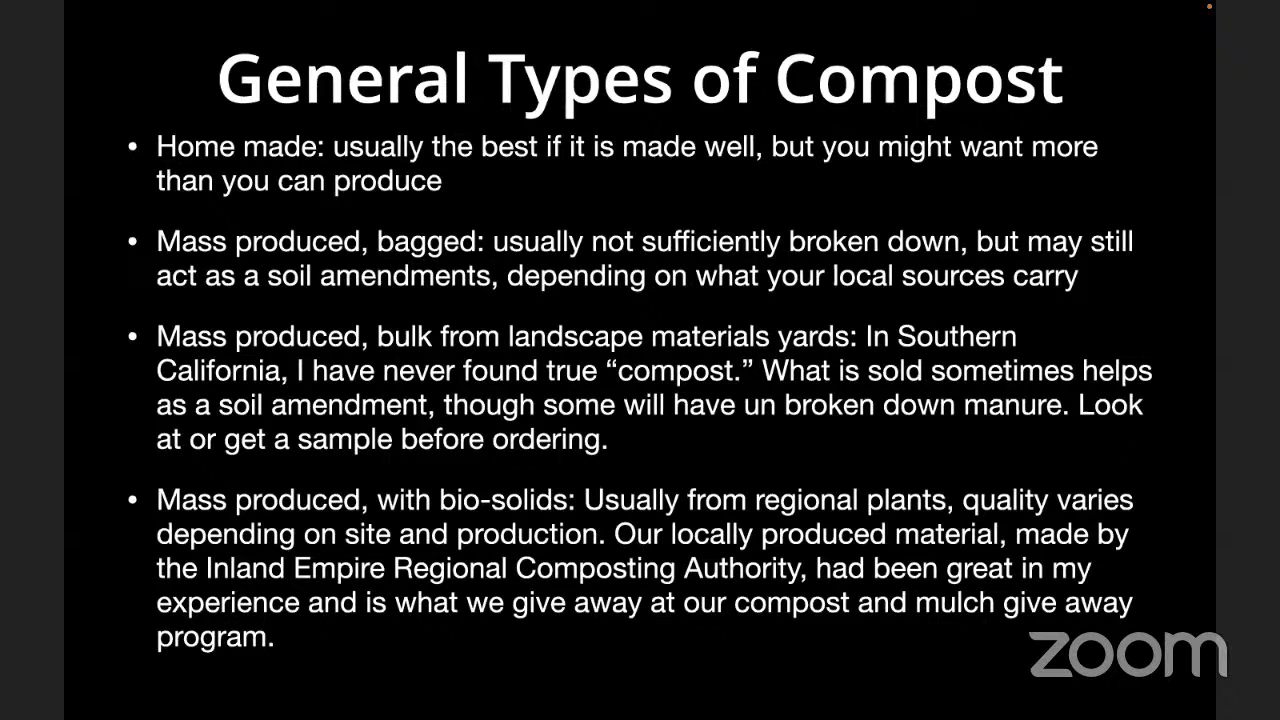 General Types of Compost
• Home made: usually the best if it is made well, but you might want more
than you can produce
• Mass produced, bagged: usually not sufficiently broken down, but may still
act as a soil amendments, depending on what your local sources carry
• Mass produced, bulk from landscape materials yards: In Southern
California, I have never found true “compost.” What is sold sometimes helps
as a soil amendment, though some will have un broken down manure. Look
at or get a sample before ordering.
• Mass produced, with bio-solids: Usually from regional plants, quality varies
depending on site and production. Our locally produced material, made by
the Inland Empire Regional Composting Authority, had been great in my
experience and is what we give away at our compost and mulch give away
program.
zoom